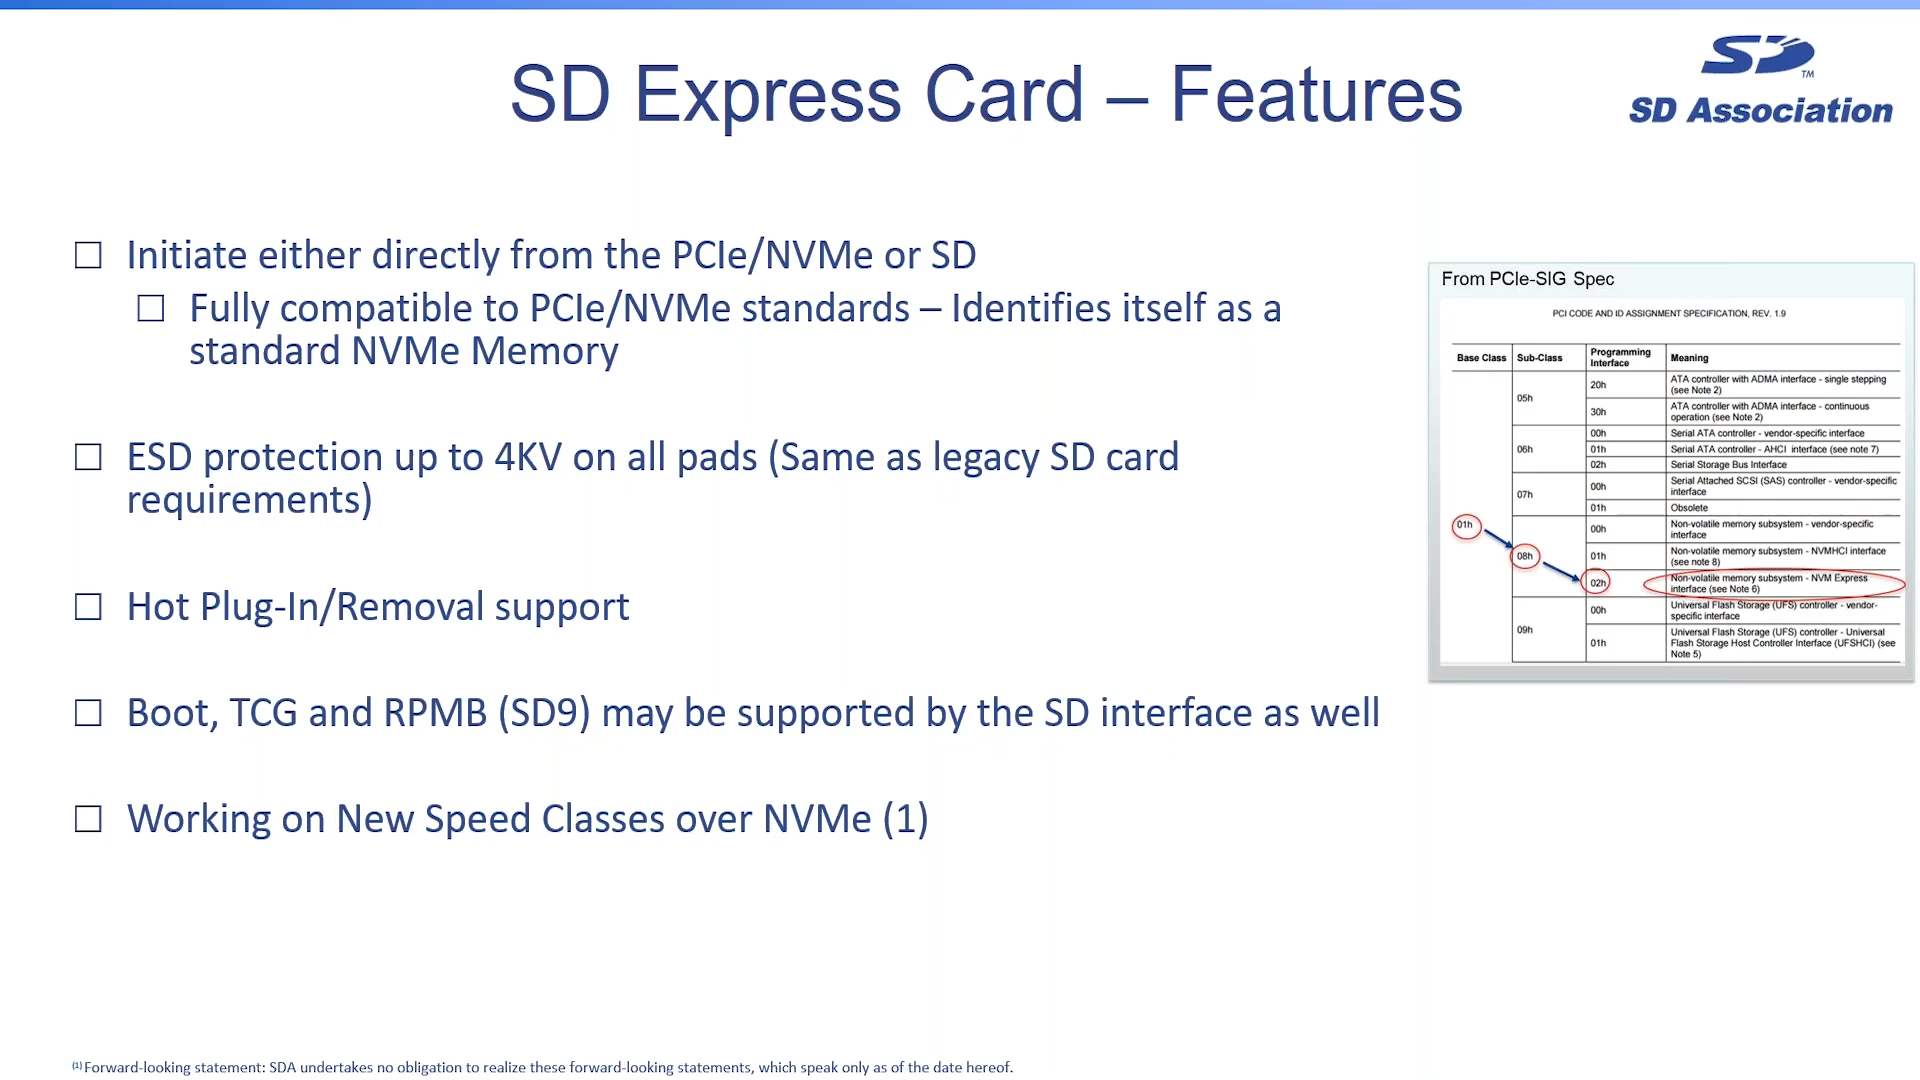 SD Express Card – Features
SD™
SD Association
☐ Initiate either directly from the PCIe/NVMe or SD
☐ Fully compatible to PCIe/NVMe standards – Identifies itself as a
standard NVMe Memory
☐ ESD protection up to 4KV on all pads (Same as legacy SD card
requirements)
☐ Hot Plug-In/Removal support
☐ Boot, TCG and RPMB (SD9) may be supported by the SD interface as well
☐ Working on New Speed Classes over NVMe (1)
From PCIe-SIG Spec
PCI CODE AND ID ASSIGNMENT SPECIFICATION, REV. 1.9
Base Class Sub-Class Programming Interface Meaning
01h
05h
20h ATA controller with ADMA interface - single stepping
(see Note 2)
30h ATA controller with ADMA interface - continuous
operation (see Note 2)
06h
00h Serial ATA controller - vendor-specific interface
01h Serial ATA controller - AHCI interface (see note 7)
02h Serial Storage Bus Interface
07h
00h Serial Attached SCSI (SAS) controller - vendor-specific
interface
01h Obsolete
08h
00h Non-volatile memory subsystem - vendor-specific
interface
01h Non-volatile memory subsystem - NVMHCI interface
(see note 8)
02h Non-volatile memory subsystem - NVM Express
interface (see Note 6)
09h
00h Universal Flash Storage (UFS) controller - vendor-
specific interface
01h Universal Flash Storage (UFS) controller - Universal
Flash Storage Host Controller Interface (UFSHCI) (see
Note 5)
(1) Forward-looking statement: SDA undertakes no obligation to realize these forward-looking statements, which speak only as of the date hereof.